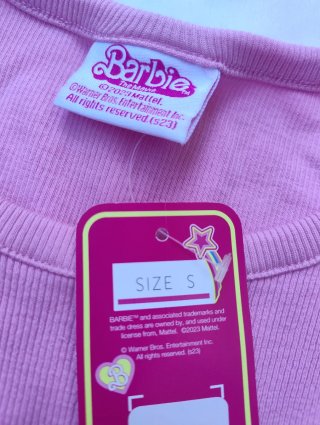 Barbie
THE MOVIE
©2023 Mattel.
©Warner Bros. Entertainment Inc.
All rights reserved.(s23)
SIZE S
BARBIE™ and associated trademarks and
trade dress are owned by, and used under
license from, Mattel. ©2023 Mattel.
© Warner Bros. Entertainment Inc.
All rights reserved. (s23)
B